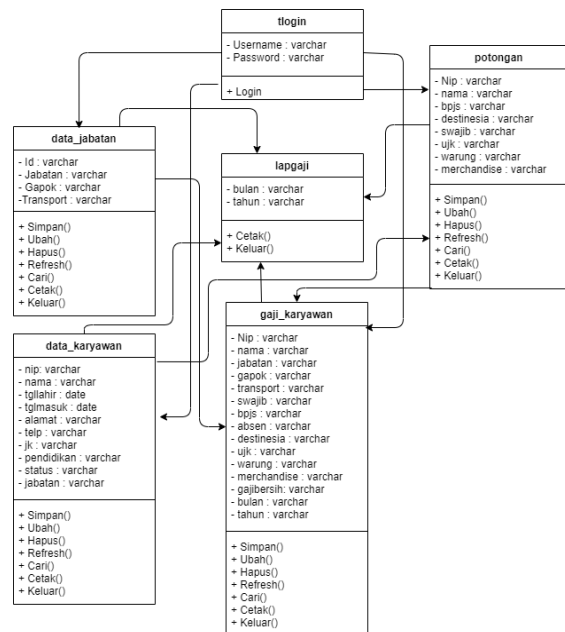 tlogin
- Username : varchar
- Password : varchar
+ Login
potongan
- Nip : varchar
- nama : varchar
- bpjs : varchar
- destinesia : varchar
- swajib : varchar
- ujk : varchar
- warung : varchar
- merchandise : varchar
+ Simpan()
+ Ubah()
+ Hapus()
+ Refresh()
+ Cari()
+ Cetak()
+ Keluar()
data_jabatan
- Id : varchar
- Jabatan : varchar
- Gapok : varchar
-Transport : varchar
+ Simpan()
+ Ubah()
+ Hapus()
+ Refresh()
+ Cari()
+ Cetak()
+ Keluar()
lapgaji
- bulan : varchar
- tahun : varchar
+ Cetak()
+ Keluar()
data_karyawan
- nip: varchar
- nama : varchar
- tgllahir : date
- tglmasuk : date
- alamat : varchar
- telp : varchar
- jk : varchar
- pendidikan : varchar
- status : varchar
- jabatan : varchar
+ Simpan()
+ Ubah()
+ Hapus()
+ Refresh()
+ Cari()
+ Cetak()
+ Keluar()
gaji_karyawan
- Nip : varchar
- nama : varchar
- jabatan : varchar
- gapok : varchar
- transport : varchar
- swajib : varchar
- bpjs : varchar
- absen : varchar
- destinesia : varchar
- ujk : varchar
- warung : varchar
- merchandise : varchar
- gajibersih: varchar
- bulan : varchar
- tahun : varchar
+ Simpan()
+ Ubah()
+ Hapus()
+ Refresh()
+ Cari()
+ Cetak()
+ Keluar()